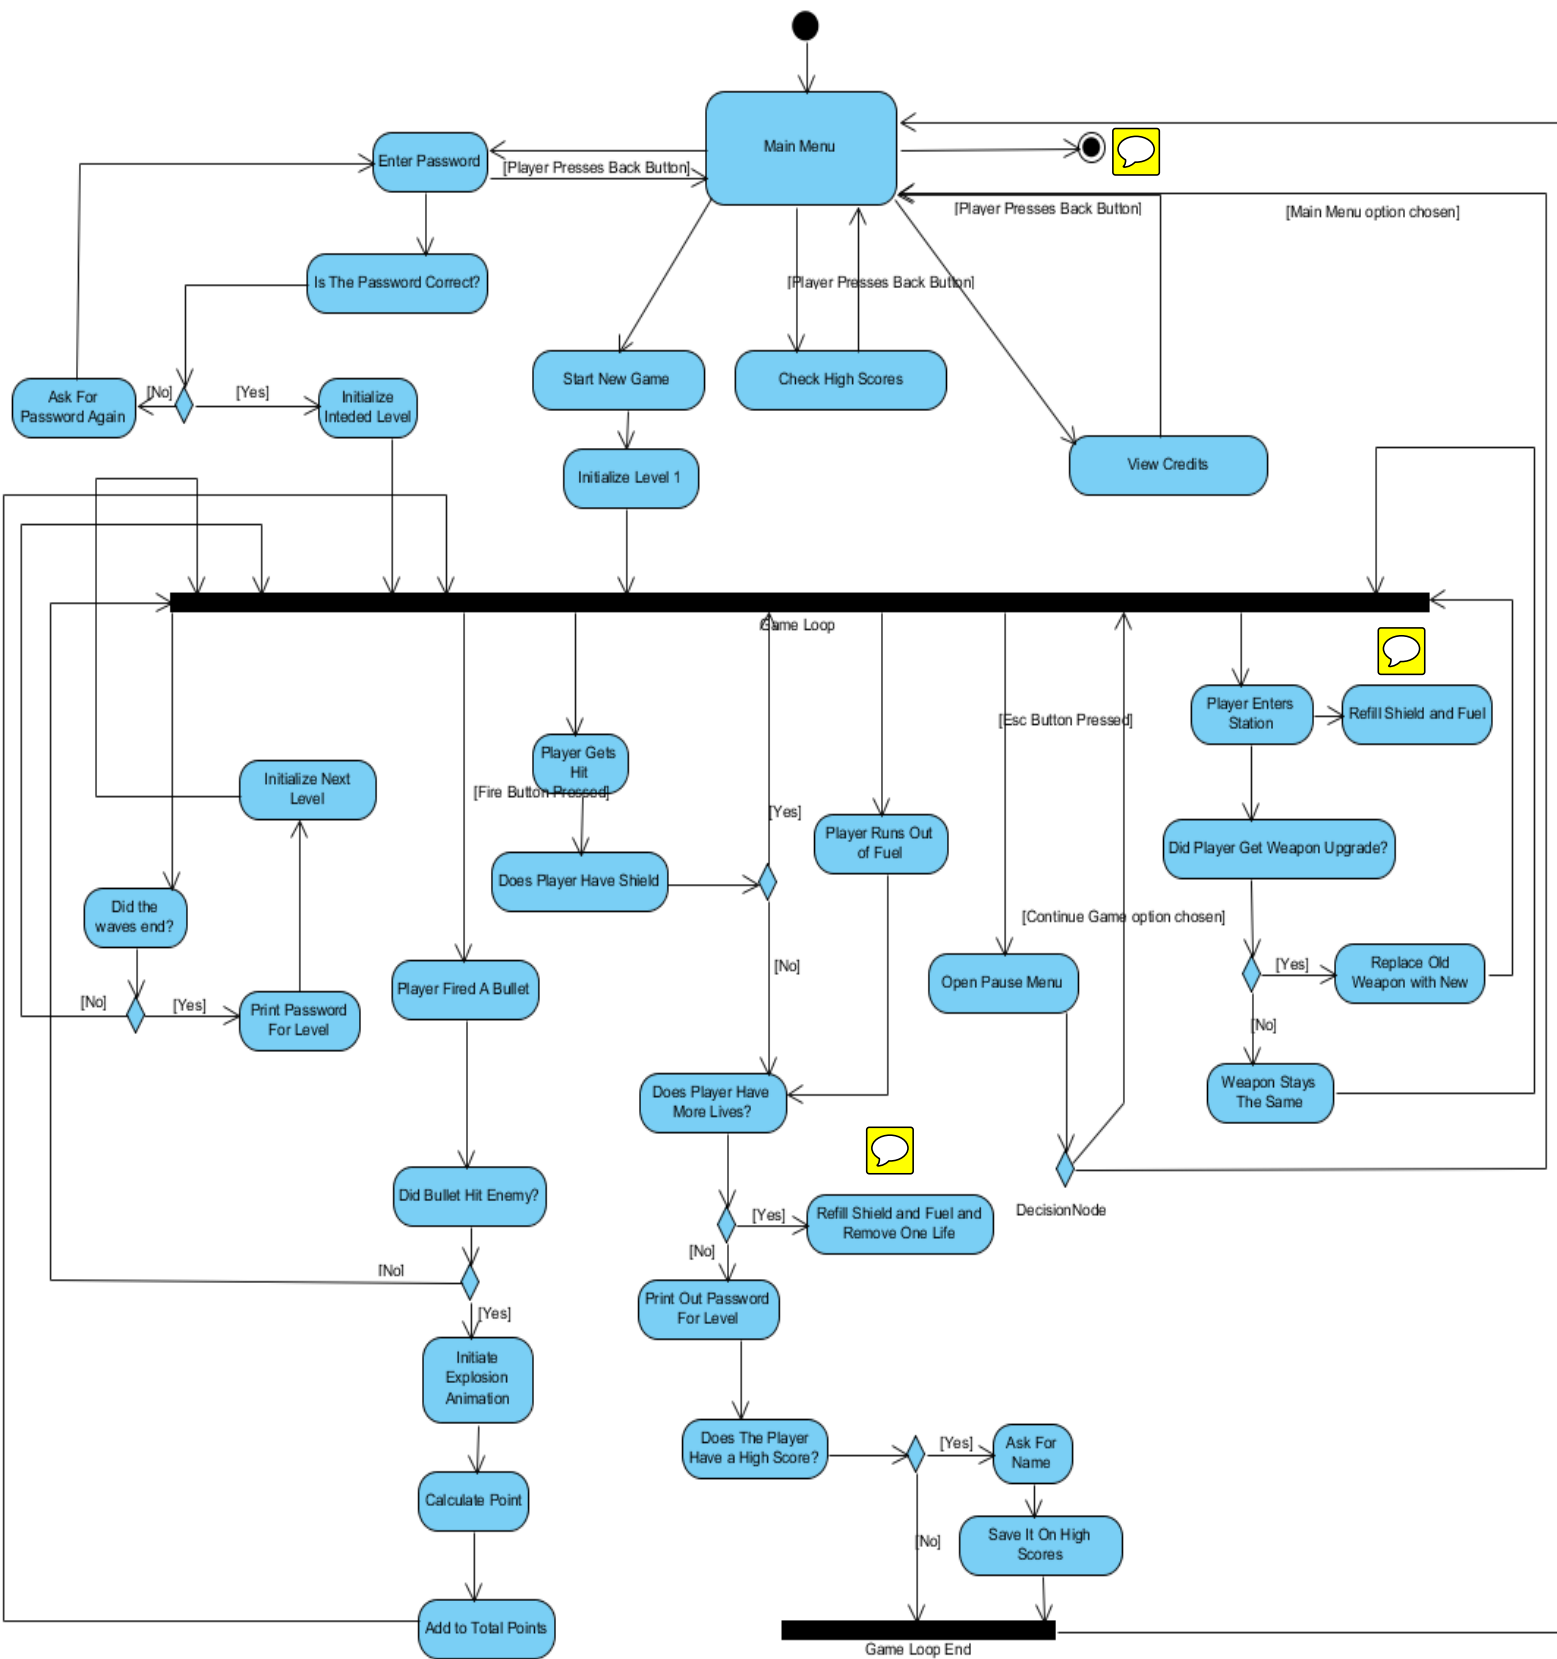 Main Menu
Enter Password
[Player Presses Back Button]
[Player Presses Back Button]
[Main Menu option chosen]
Is The Password Correct?
[Player Presses Back Button]
Start New Game
Check High Scores
Ask For
Password Again
[No]
[Yes]
Initialize
Inteded Level
View Credits
Initialize Level 1
Game Loop
Player Enters
Station
Refill Shield and Fuel
[Esc Button Pressed]
Player Gets
Hit
Initialize Next
Level
[Fire Button Pressed]
[Yes]
Player Runs Out
of Fuel
Did Player Get Weapon Upgrade?
Does Player Have Shield
Did the
waves end?
[Continue Game option chosen]
[No]
[Yes]
Replace Old
Weapon with New
Player Fired A Bullet
Open Pause Menu
[No]
[Yes]
Print Password
For Level
[No]
Does Player Have
More Lives?
Weapon Stays
The Same
Did Bullet Hit Enemy?
[Yes]
Refill Shield and Fuel and
Remove One Life
DecisionNode
[No]
[No]
[Yes]
Print Out Password
For Level
Initiate
Explosion
Animation
Does The Player
Have a High Score?
[Yes]
Ask For
Name
Calculate Point
[No]
Save It On High
Scores
Add to Total Points
Game Loop End